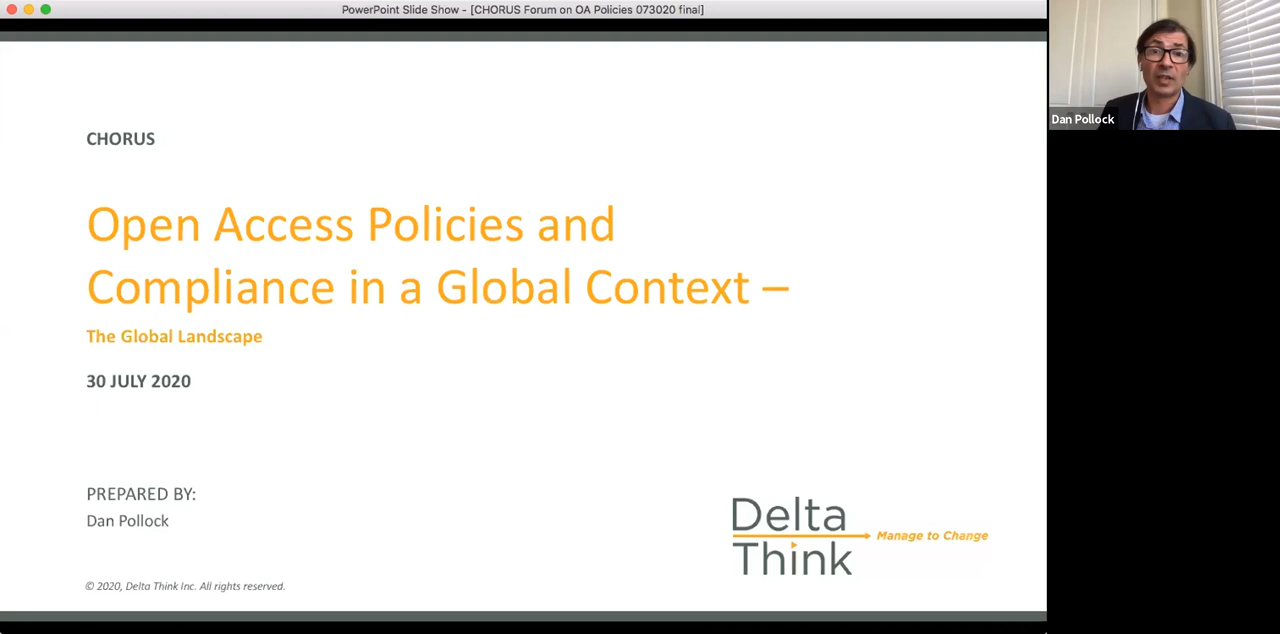 PowerPoint Slide Show - [CHORUS Forum on OA Policies 073020 final]
Dan Pollock
CHORUS
Open Access Policies and
Compliance in a Global Context –
The Global Landscape
30 JULY 2020
PREPARED BY:
Dan Pollock
Delta
Think
Manage to Change
© 2020, Delta Think Inc. All rights reserved.